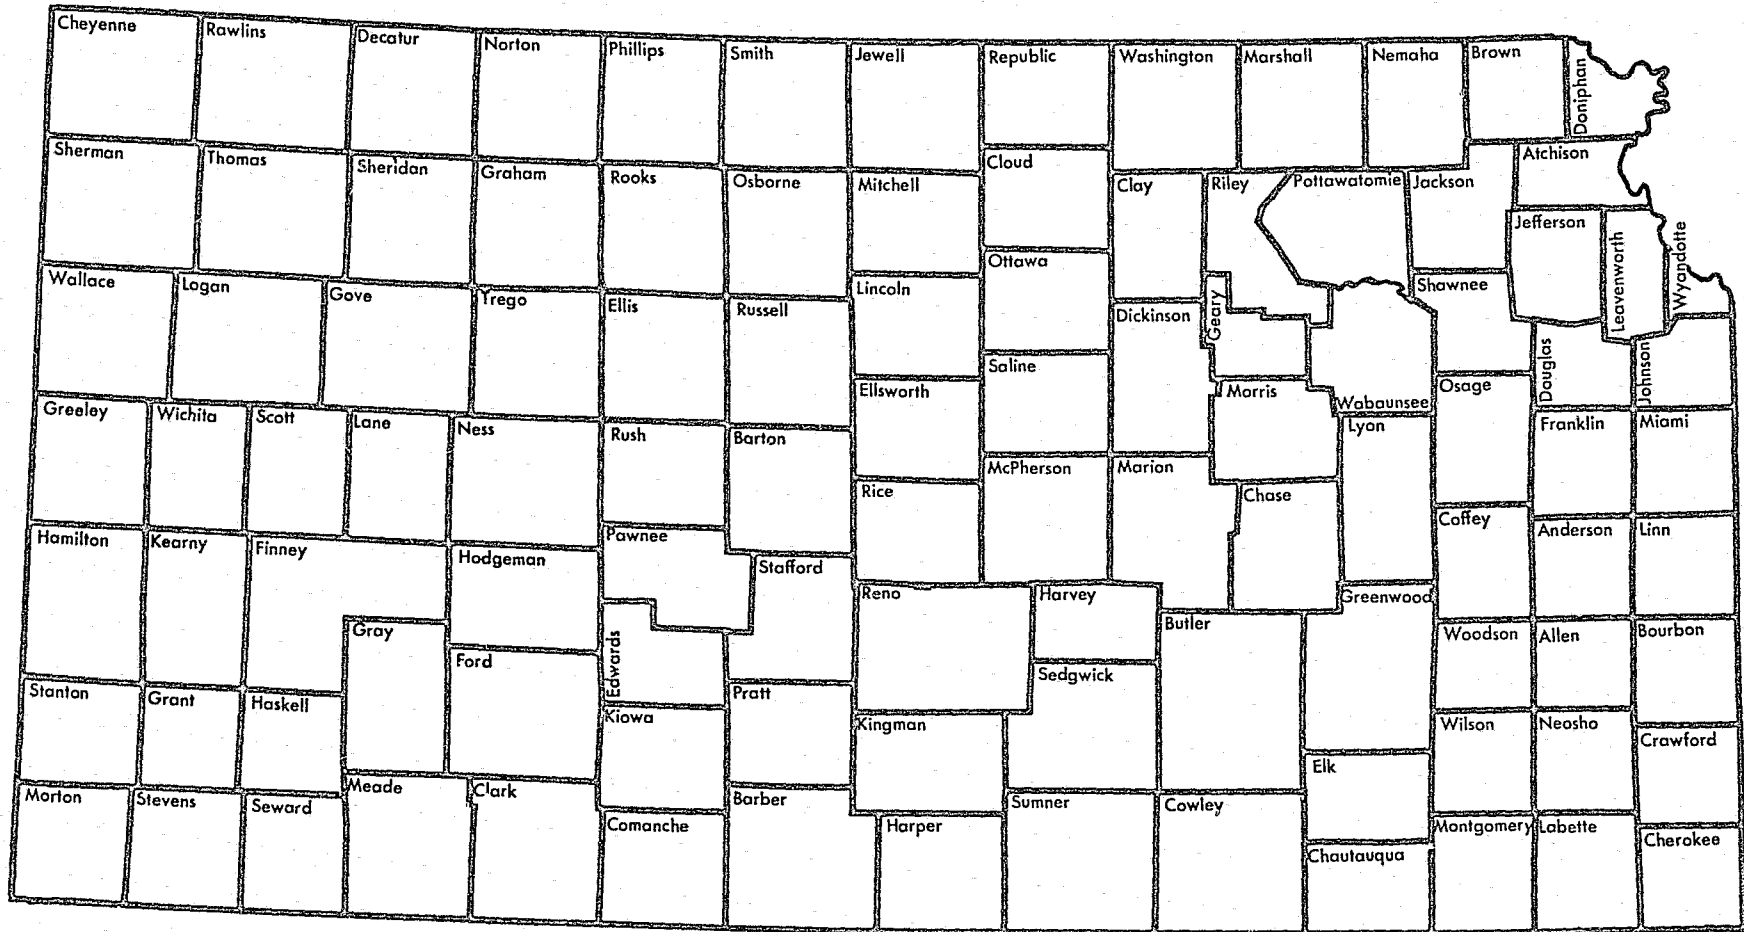 Cheyenne
Rawlins
Decatur
Norton
Phillips
Smith
Jewell
Republic
Washington
Marshall
Nemaha
Brown
Doniphan
Sherman
Thomas
Sheridan
Graham
Rooks
Osborne
Mitchell
Cloud
Clay
Riley
Pottawatomie
Jackson
Atchison
Jefferson
Leavenworth
Wyandotte
Wallace
Logan
Gove
Trego
Ellis
Russell
Lincoln
Ottawa
Dickinson
Geary
Shawnee
Douglas
Johnson
Saline
Ellsworth
Morris
Wabaunsee
Osage
Greeley
Wichita
Scott
Lane
Ness
Rush
Barton
Rice
McPherson
Marion
Chase
Lyon
Franklin
Miami
Hamilton
Kearny
Finney
Hodgeman
Pawnee
Stafford
Coffey
Anderson
Linn
Gray
Ford
Edwards
Reno
Harvey
Butler
Greenwood
Woodson
Allen
Bourbon
Stanton
Grant
Haskell
Kiowa
Pratt
Kingman
Sedgwick
Wilson
Neosho
Crawford
Elk
Morton
Stevens
Seward
Meade
Clark
Comanche
Barber
Harper
Sumner
Cowley
Chautauqua
Montgomery
Labette
Cherokee